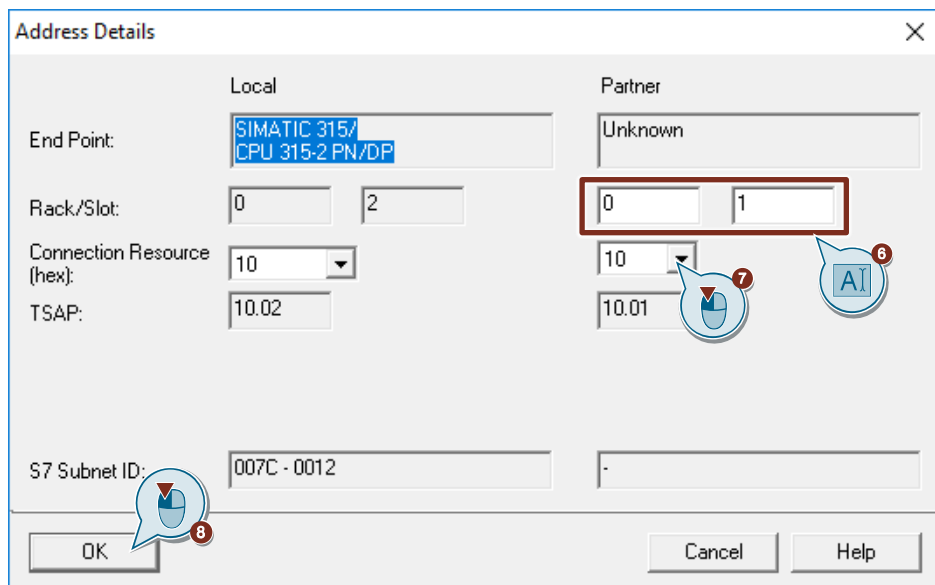 Address Details
Local Partner
End Point: SIMATIC 315/ Unknown
CPU 315-2 PN/DP
Rack/Slot: 0 2 0 1
Connection Resource
(hex): 10 10
6
AI
7
TSAP: 10.02 10.01
S7 Subnet ID: 007C - 0012 -
8
OK Cancel Help